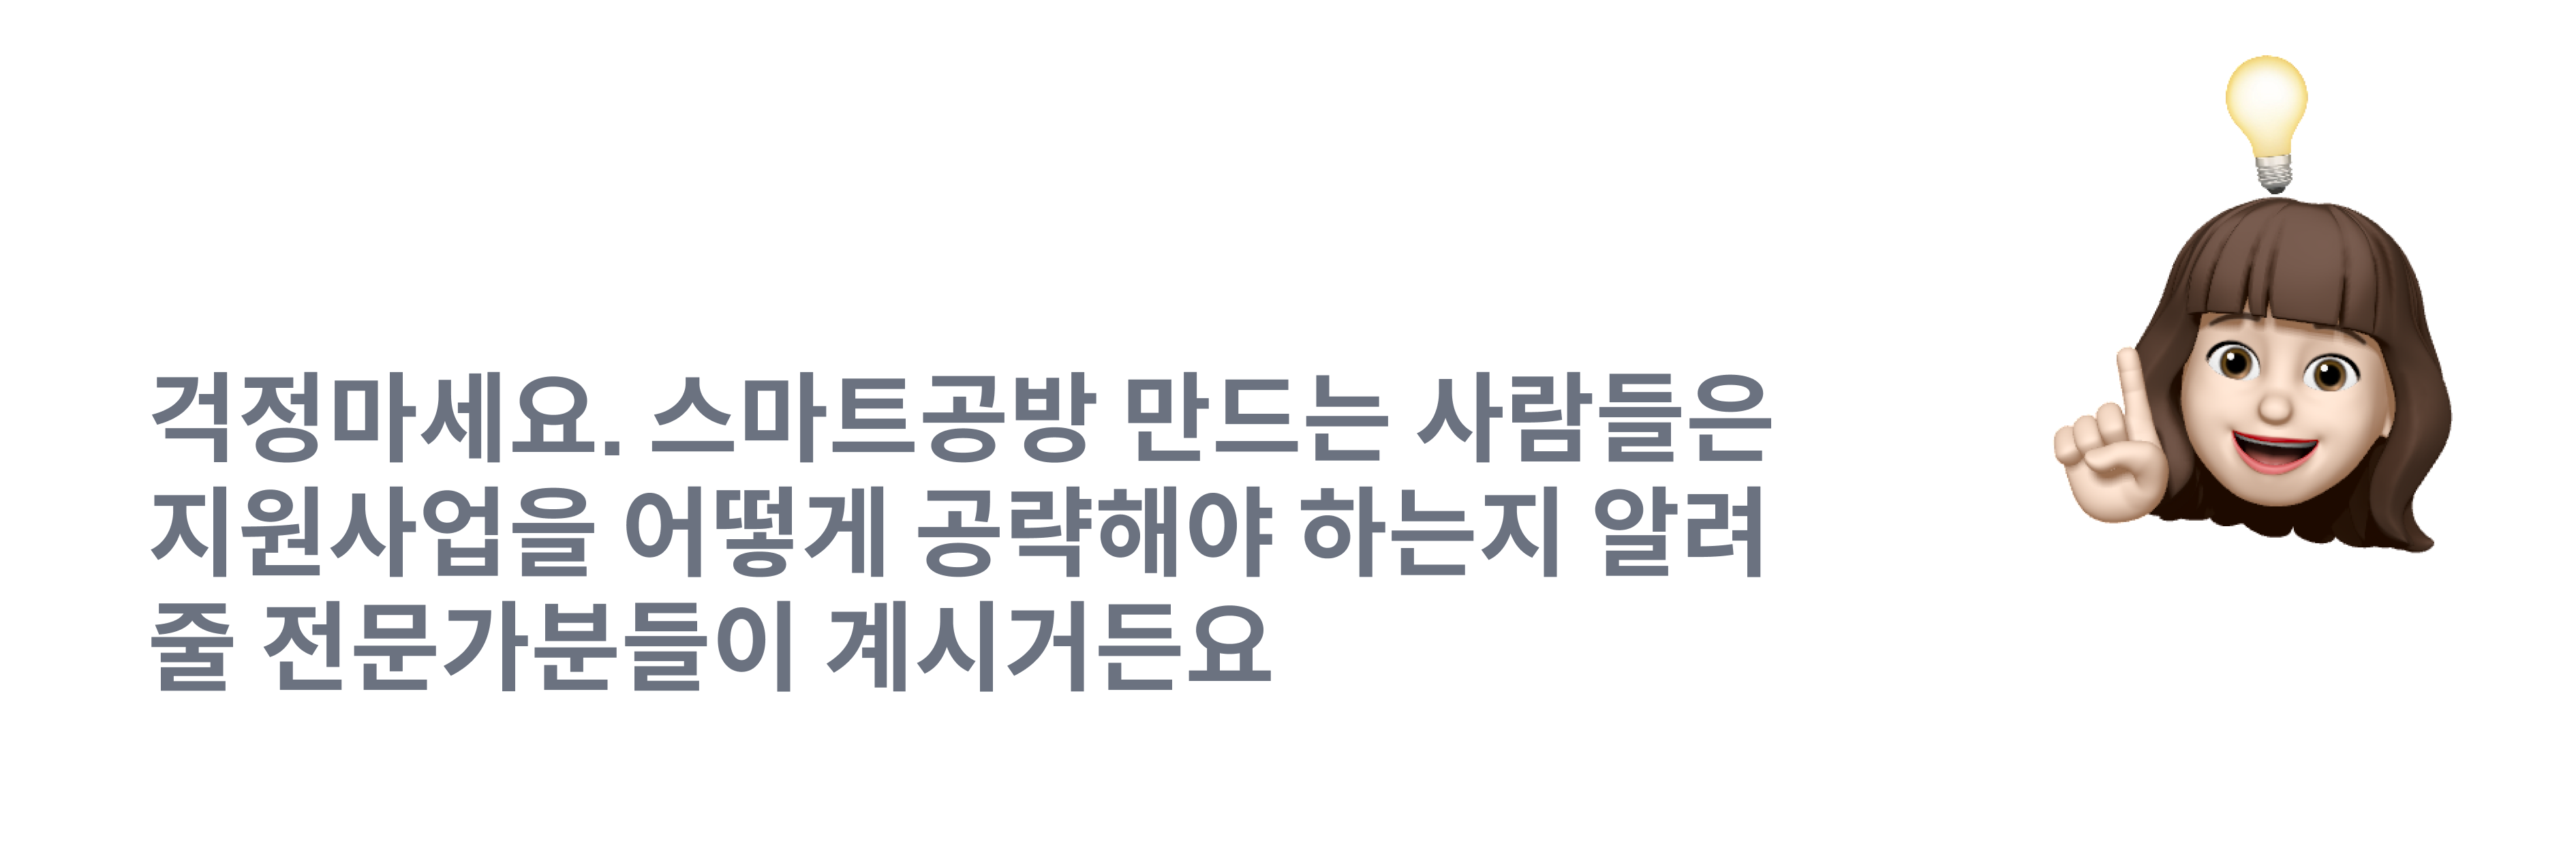 걱정마세요. 스마트공방 만드는 사람들은
지원사업을 어떻게 공략해야 하는지 알려
줄 전문가분들이 계시거든요